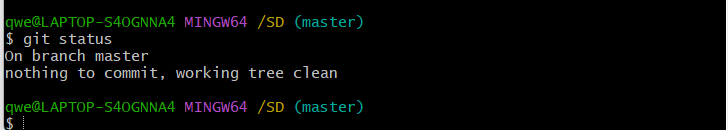 qwe@LAPTOP-S4OGNNA4 MINGW64 /SD (master)
$ git status
On branch master
nothing to commit, working tree clean
qwe@LAPTOP-S4OGNNA4 MINGW64 /SD (master)
$